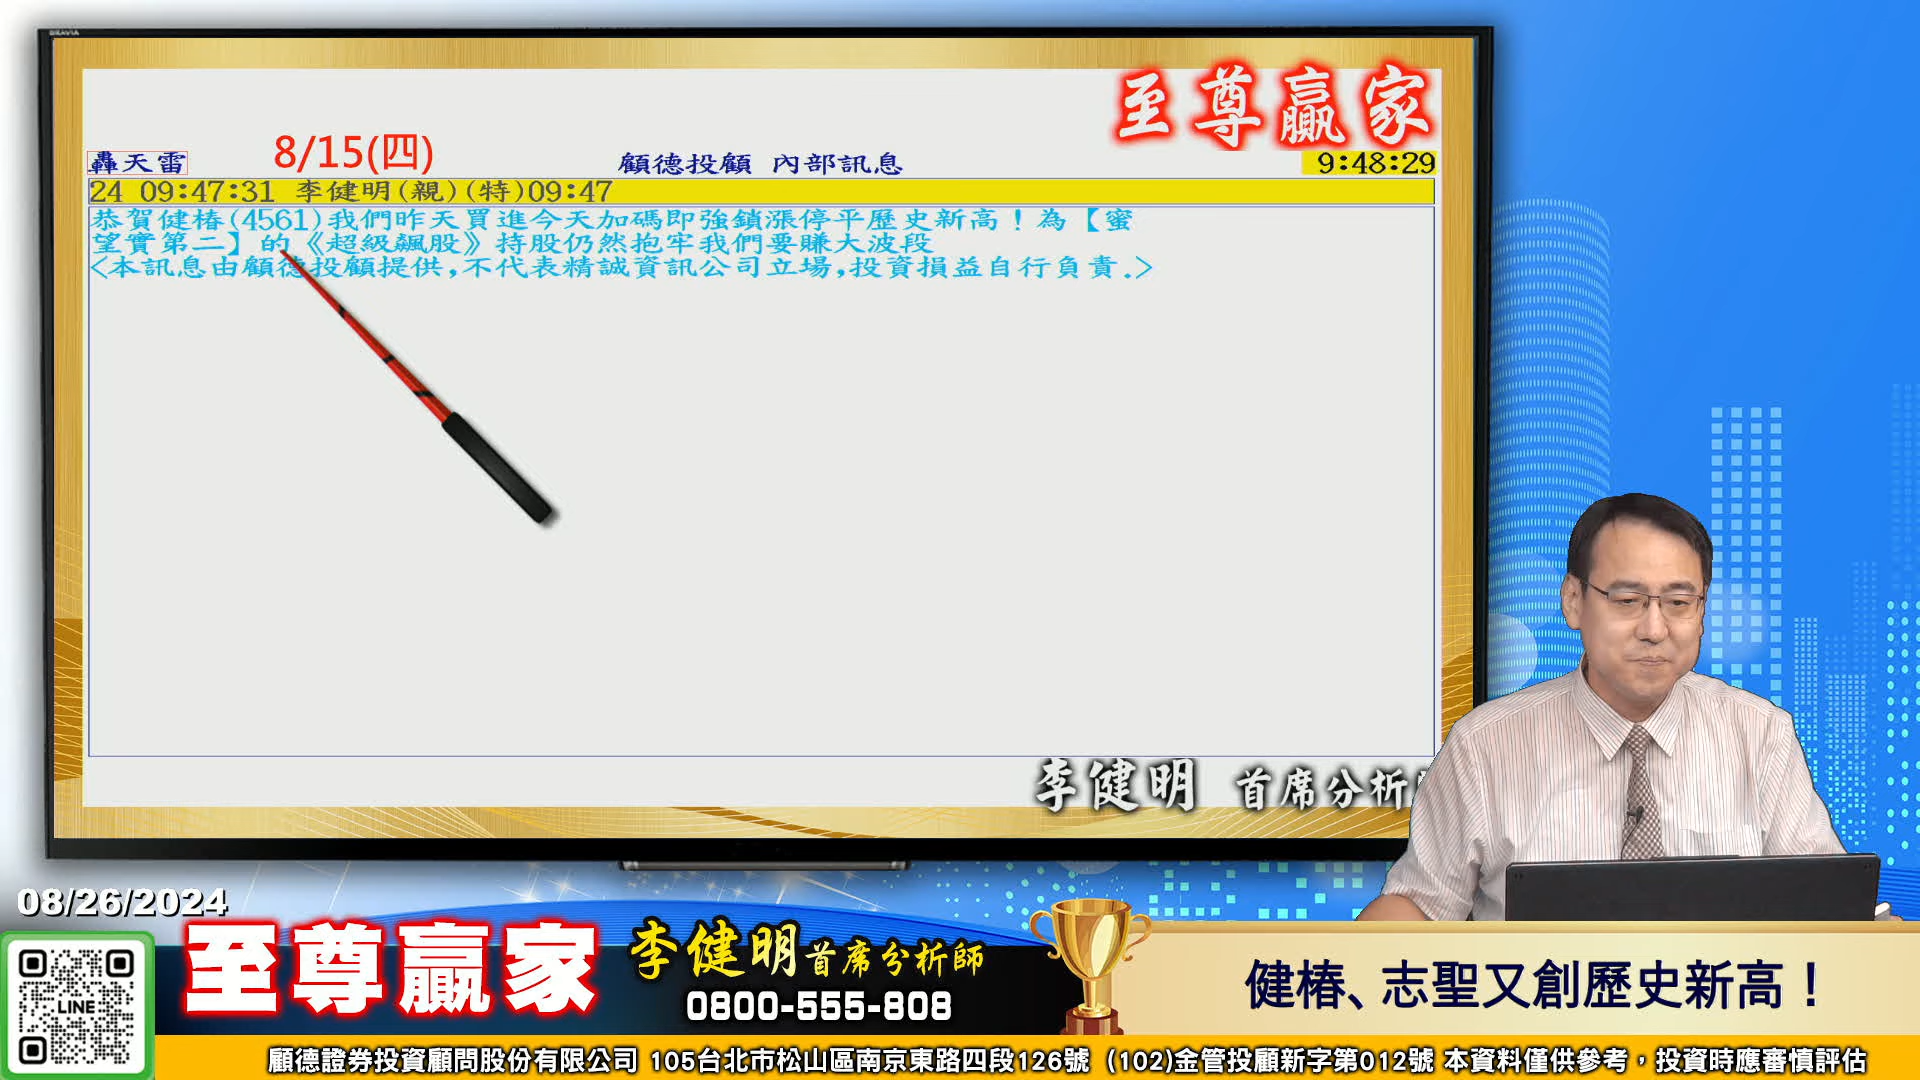 BRAVIA
至尊贏家
8/15(四)
轟天雷
顧德投顧 內部訊息
9:48:29
24 09:47:31 李健明(親)(特)09:47
恭賀健椿(4561)我們昨天買進今天加碼即強鎖漲停平歷史新高！為【蜜
望實第二】的《超級飆股》持股仍然抱牢我們要賺大波段
<本訊息由顧德投顧提供,不代表精誠資訊公司立場,投資損益自行負責.>
李健明 首席分析
08/26/2024
至尊贏家
李健明首席分析師
0800-555-808
LINE
健椿、志聖又創歷史新高！
顧德證券投資顧問股份有限公司 105台北市松山區南京東路四段126號 (102)金管投顧新字第012號 本資料僅供參考，投資時應審慎評估